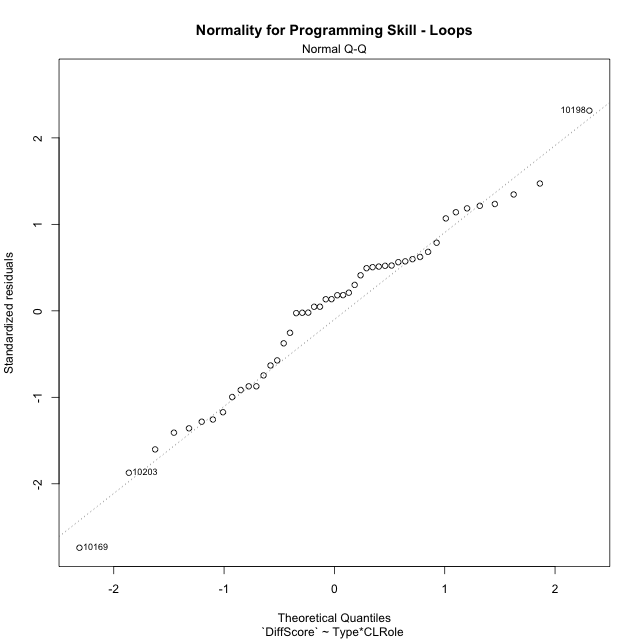 Normality for Programming Skill - Loops
Normal Q-Q
10198
2
1
0
-1
-2
Standardized residuals
10203
10169
-2 -1 0 1 2
Theoretical Quantiles
`DiffScore` ~ Type*CLRole